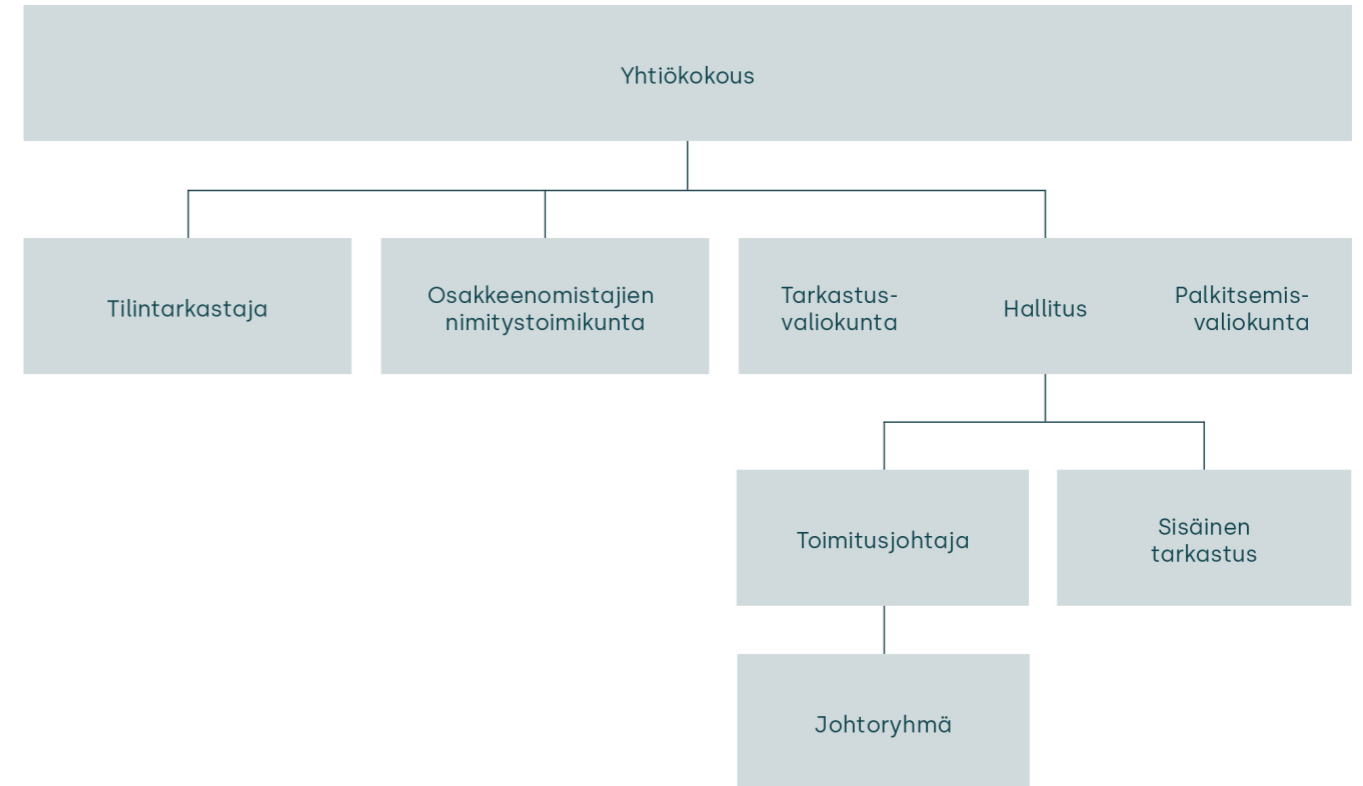 Yhtiökokous
Tilintarkastaja
Osakkeenomistajien
nimitystoimikunta
Tarkastus-
valiokunta
Hallitus
Palkitsemis-
valiokunta
Toimitusjohtaja
Sisäinen
tarkastus
Johtoryhmä